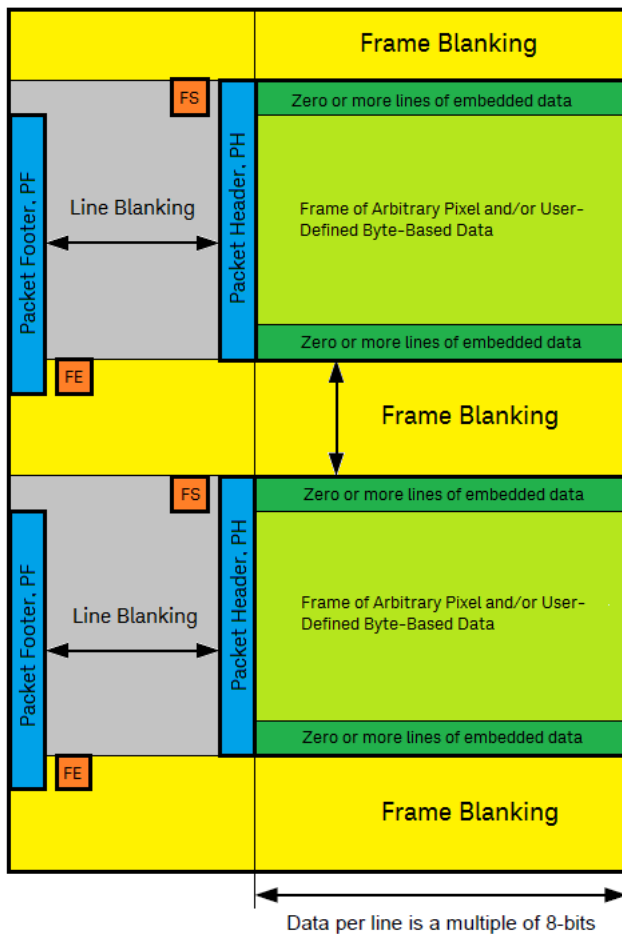 Frame Blanking
FS
Zero or more lines of embedded data
Packet Footer, PF
Line Blanking
Packet Header, PH
Frame of Arbitrary Pixel and/or User-
Defined Byte-Based Data
Zero or more lines of embedded data
FE
Frame Blanking
FS
Zero or more lines of embedded data
Packet Footer, PF
Line Blanking
Packet Header, PH
Frame of Arbitrary Pixel and/or User-
Defined Byte-Based Data
Zero or more lines of embedded data
FE
Frame Blanking
Data per line is a multiple of 8-bits